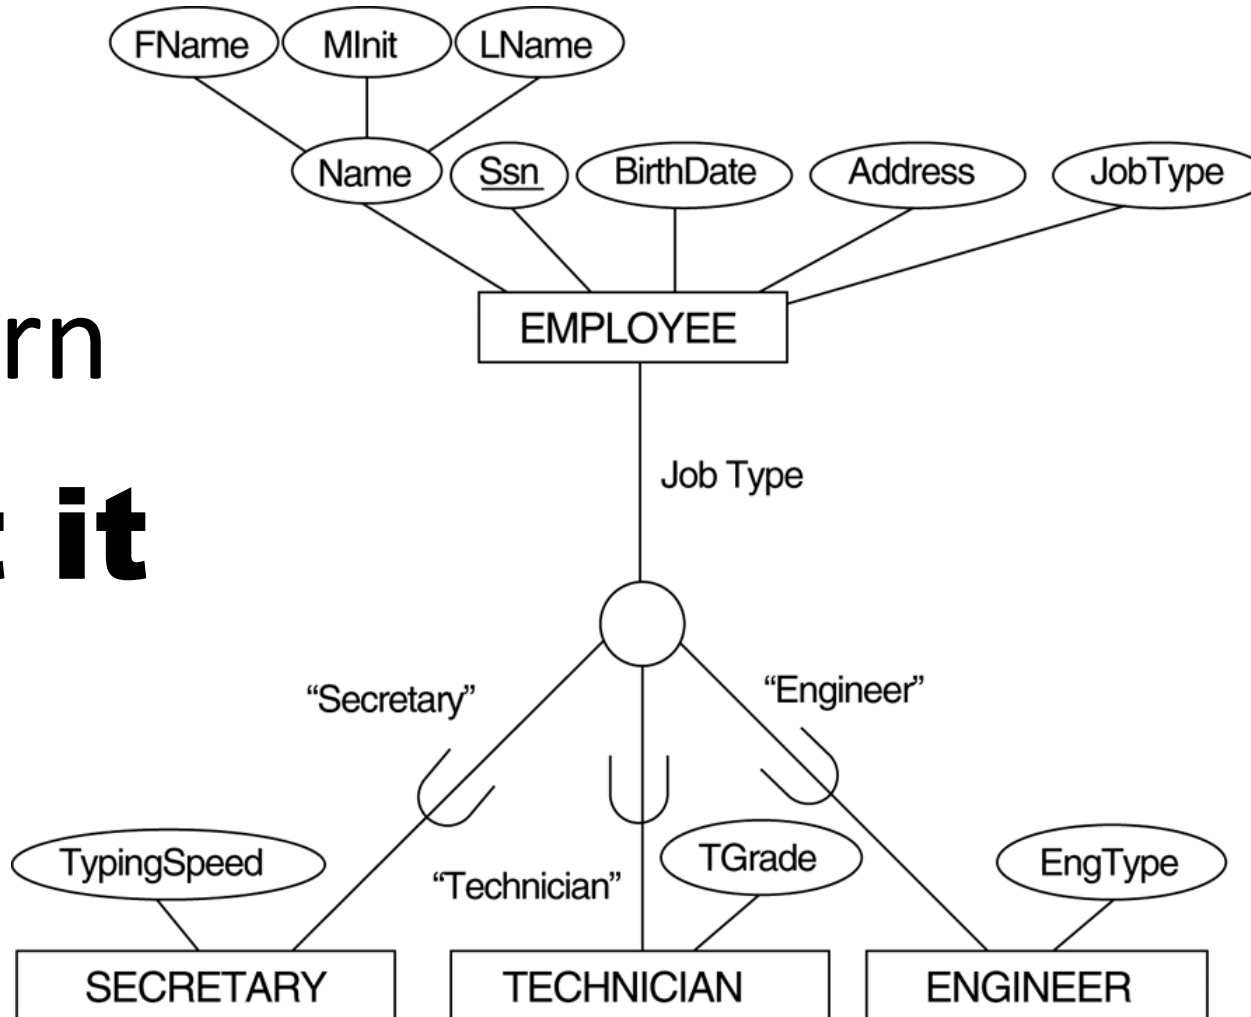 FName MInit LName
Name Ssn BirthDate Address JobType
EMPLOYEE
rn
Job Type
it
"Secretary" "Engineer"
TypingSpeed TGrade EngType
"Technician"
SECRETARY TECHNICIAN ENGINEER